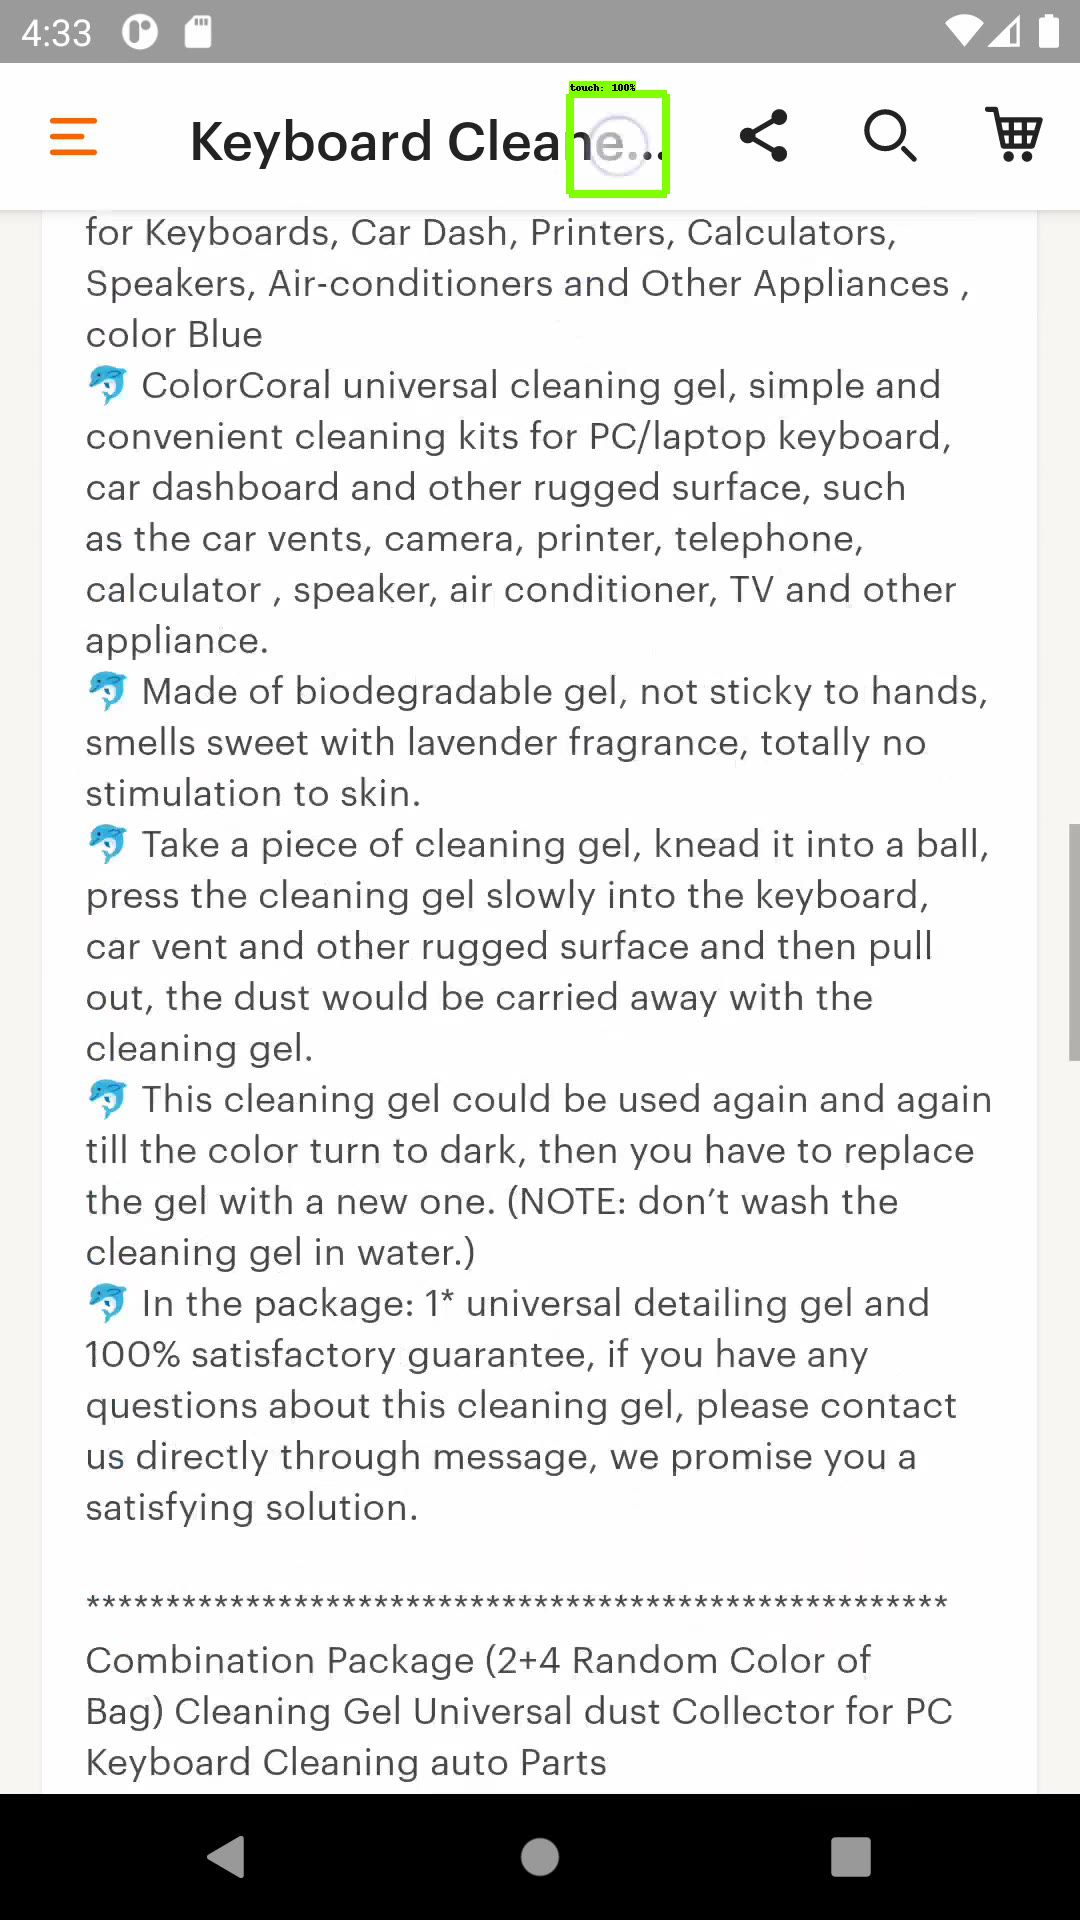 4:33
touch: 100%
Keyboard Cleane...
for Keyboards, Car Dash, Printers, Calculators,
Speakers, Air-conditioners and Other Appliances ,
color Blue
🐬 ColorCoral universal cleaning gel, simple and
convenient cleaning kits for PC/laptop keyboard,
car dashboard and other rugged surface, such
as the car vents, camera, printer, telephone,
calculator , speaker, air conditioner, TV and other
appliance.
🐬 Made of biodegradable gel, not sticky to hands,
smells sweet with lavender fragrance, totally no
stimulation to skin.
🐬 Take a piece of cleaning gel, knead it into a ball,
press the cleaning gel slowly into the keyboard,
car vent and other rugged surface and then pull
out, the dust would be carried away with the
cleaning gel.
🐬 This cleaning gel could be used again and again
till the color turn to dark, then you have to replace
the gel with a new one. (NOTE: don’t wash the
cleaning gel in water.)
🐬 In the package: 1* universal detailing gel and
100% satisfactory guarantee, if you have any
questions about this cleaning gel, please contact
us directly through message, we promise you a
satisfying solution.
******************************************************
Combination Package (2+4 Random Color of
Bag) Cleaning Gel Universal dust Collector for PC
Keyboard Cleaning auto Parts